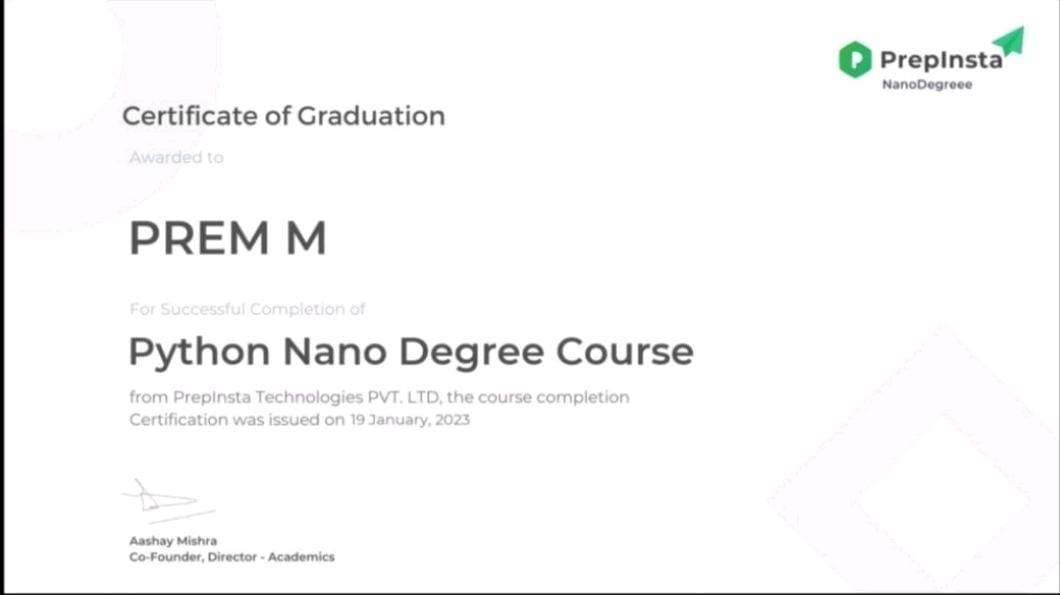 PrepInsta
NanoDegreee
Certificate of Graduation
Awarded to
PREM M
For Successful Completion of
Python Nano Degree Course
from PrepInsta Technologies PVT. LTD, the course completion
Certification was issued on 19 January, 2023
Aashay Mishra
Co-Founder, Director - Academics